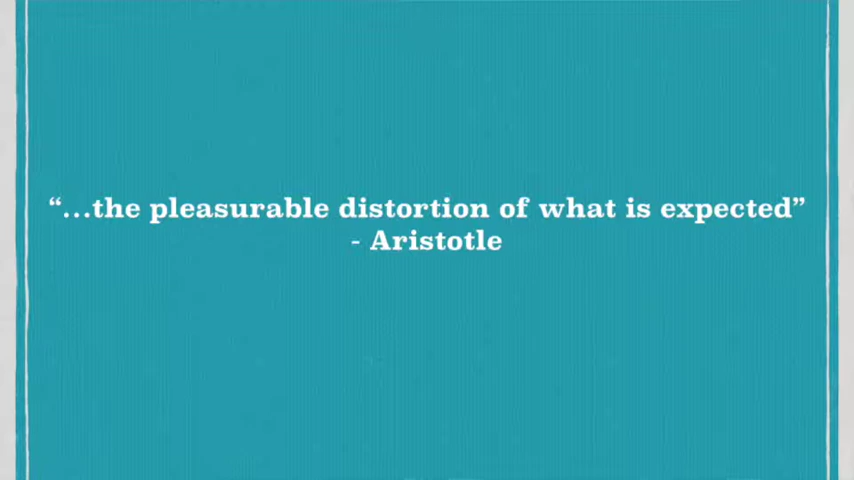 “...the pleasurable distortion of what is expected”
- Aristotle